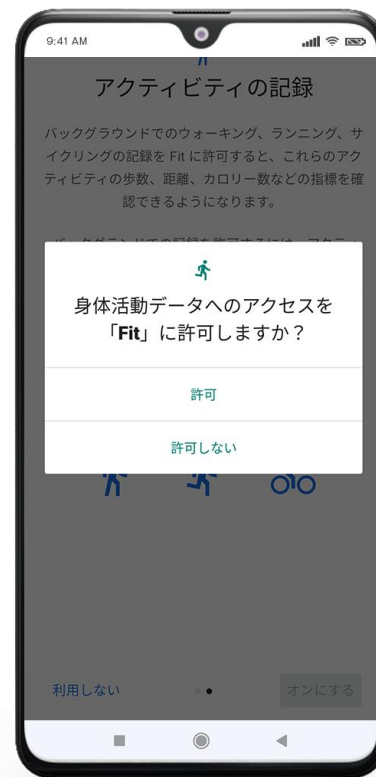 9:41 AM
アクティビティの記録
バックグラウンドでのウォーキング、ランニング、サ
イクリングの記録を Fit に許可すると、これらのアク
ティビティの歩数、距離、カロリー数などの指標を確
認できるようになります。
身体活動データへのアクセスを
「Fit」に許可しますか？
許可
許可しない
利用しない
オンにする